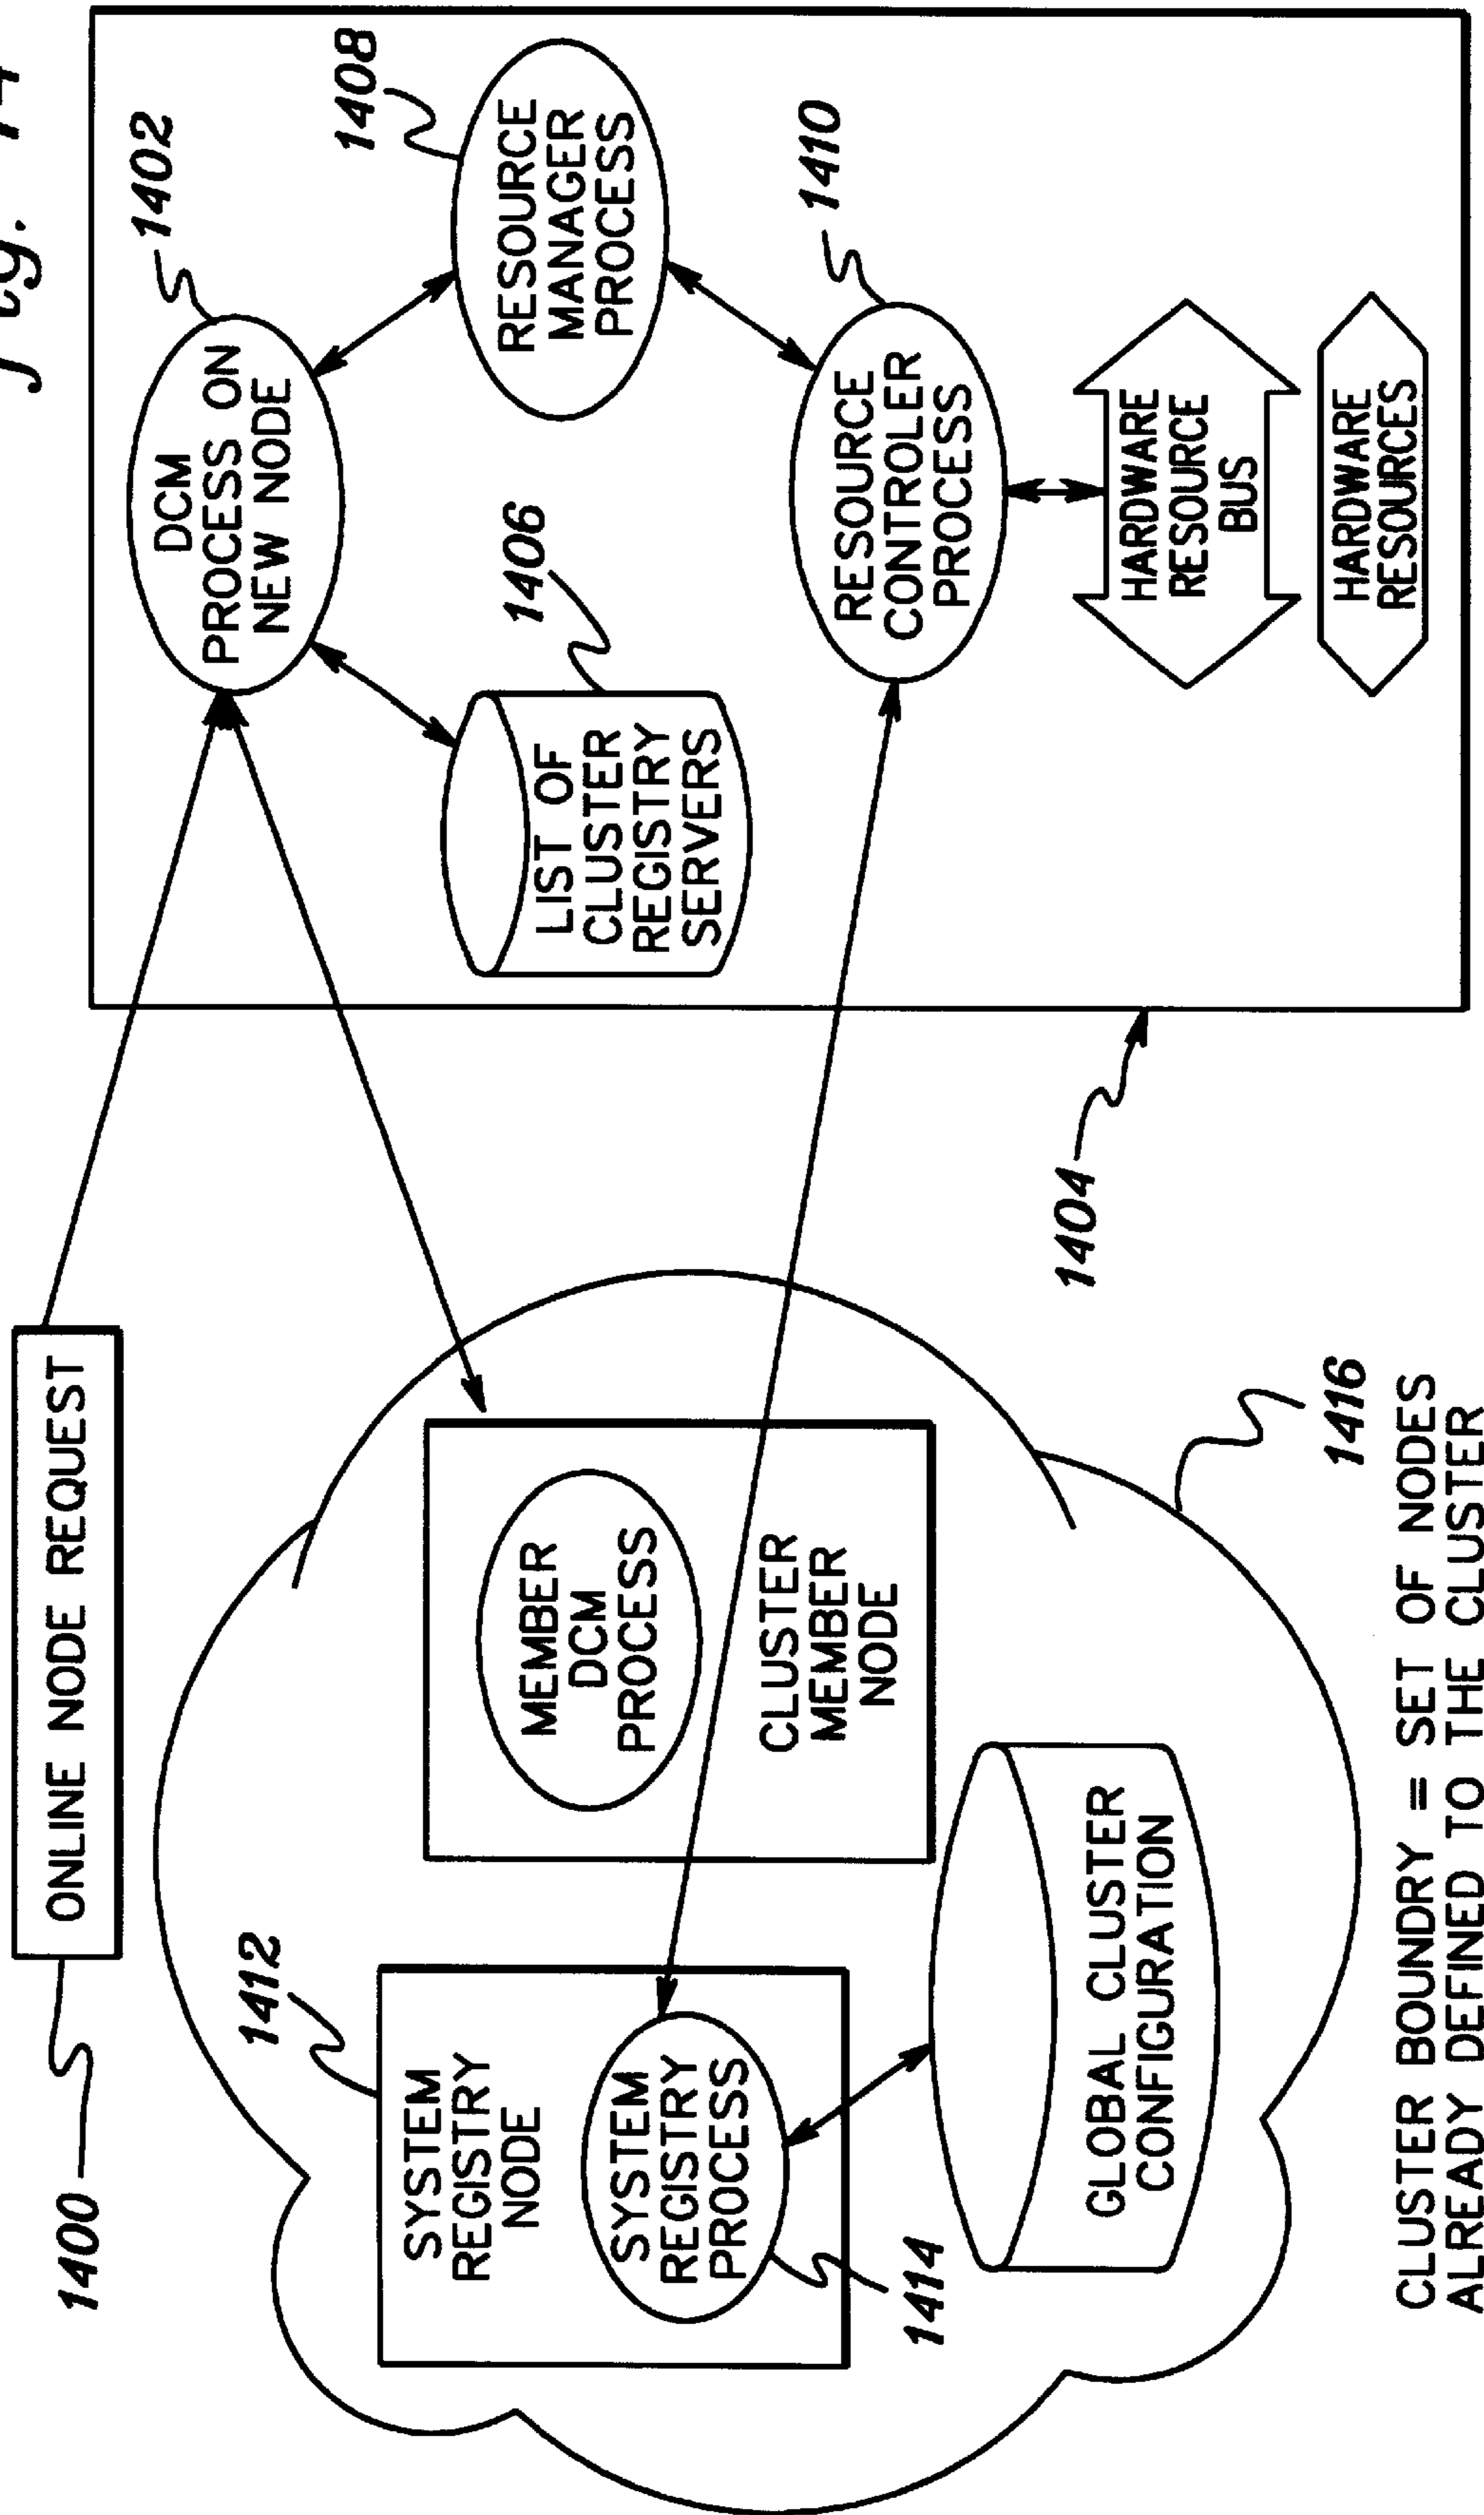 1400
ONLINE NODE REQUEST
1402
DCM
PROCESS ON
NEW NODE
1408
RESOURCE
MANAGER
PROCESS
1406
LIST OF
CLUSTER
REGISTRY
SERVERS
1410
RESOURCE
CONTROLER
PROCESS
HARDWARE
RESOURCE
BUS
HARDWARE
RESOURCES
1404
1412
SYSTEM
REGISTRY
NODE
SYSTEM
REGISTRY
PROCESS
1414
MEMBER
DCM
PROCESS
CLUSTER
MEMBER
NODE
GLOBAL CLUSTER
CONFIGURATION
1416
CLUSTER BOUNDRY = SET OF NODES
ALREADY DEFINED TO THE CLUSTER